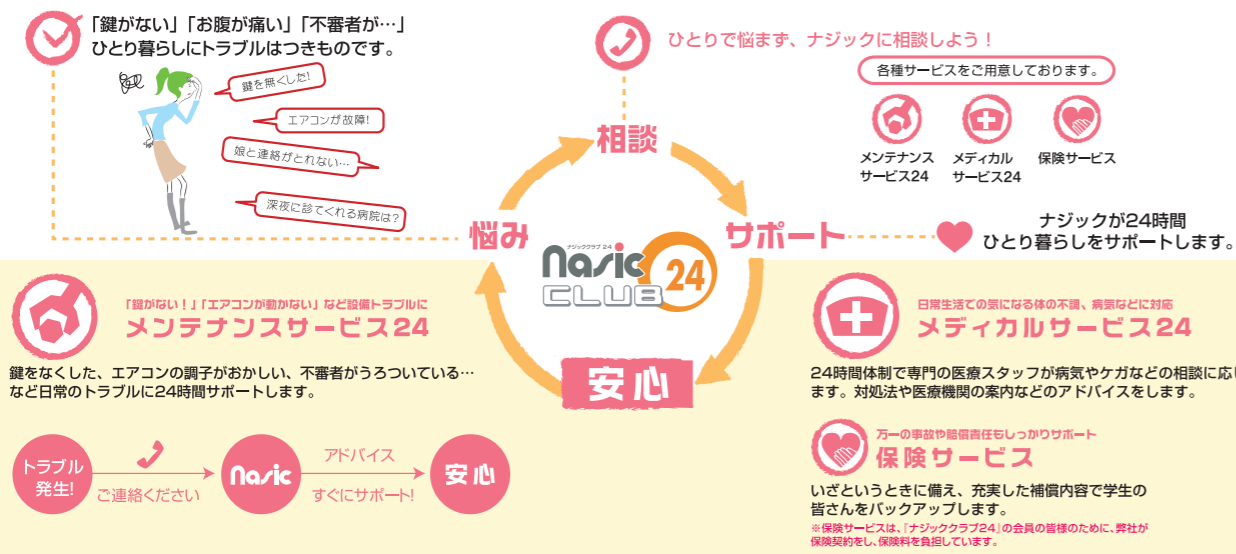 「鍵がない」「お腹が痛い」「不審者が…」
ひとり暮らしにトラブルはつきものです。
鍵を無くした!
エアコンが故障!
娘と連絡がとれない…
深夜に診てくれる病院は?
ひとりで悩まず、ナジックに相談しよう！
各種サービスをご用意しております。
メンテナンス
サービス24
メディカル
サービス24
保険サービス
相談
悩み
サポート
安心
ナジッククラブ 24
Nasic
CLUB
24
ナジックが24時間
ひとり暮らしをサポートします。
「鍵がない！」「エアコンが動かない」など設備トラブルに
メンテナンスサービス24
鍵をなくした、エアコンの調子がおかしい、不審者がうろついている…
など日常のトラブルに24時間サポートします。
トラブル
発生!
ご連絡ください
Nasic
アドバイス
すぐにサポート!
安心
日常生活での気になる体の不調、病気などに対応
メディカルサービス24
24時間体制で専門の医療スタッフが病気やケガなどの相談に応じ
ます。対処法や医療機関の案内などのアドバイスをします。
万一の事故や賠償責任もしっかりサポート
保険サービス
いざというときに備え、充実した補償内容で学生の
皆さんをバックアップします。
※保険サービスは、『ナジッククラブ24』の会員の皆様のために、弊社が
保険契約をし、保険料を負担しています。